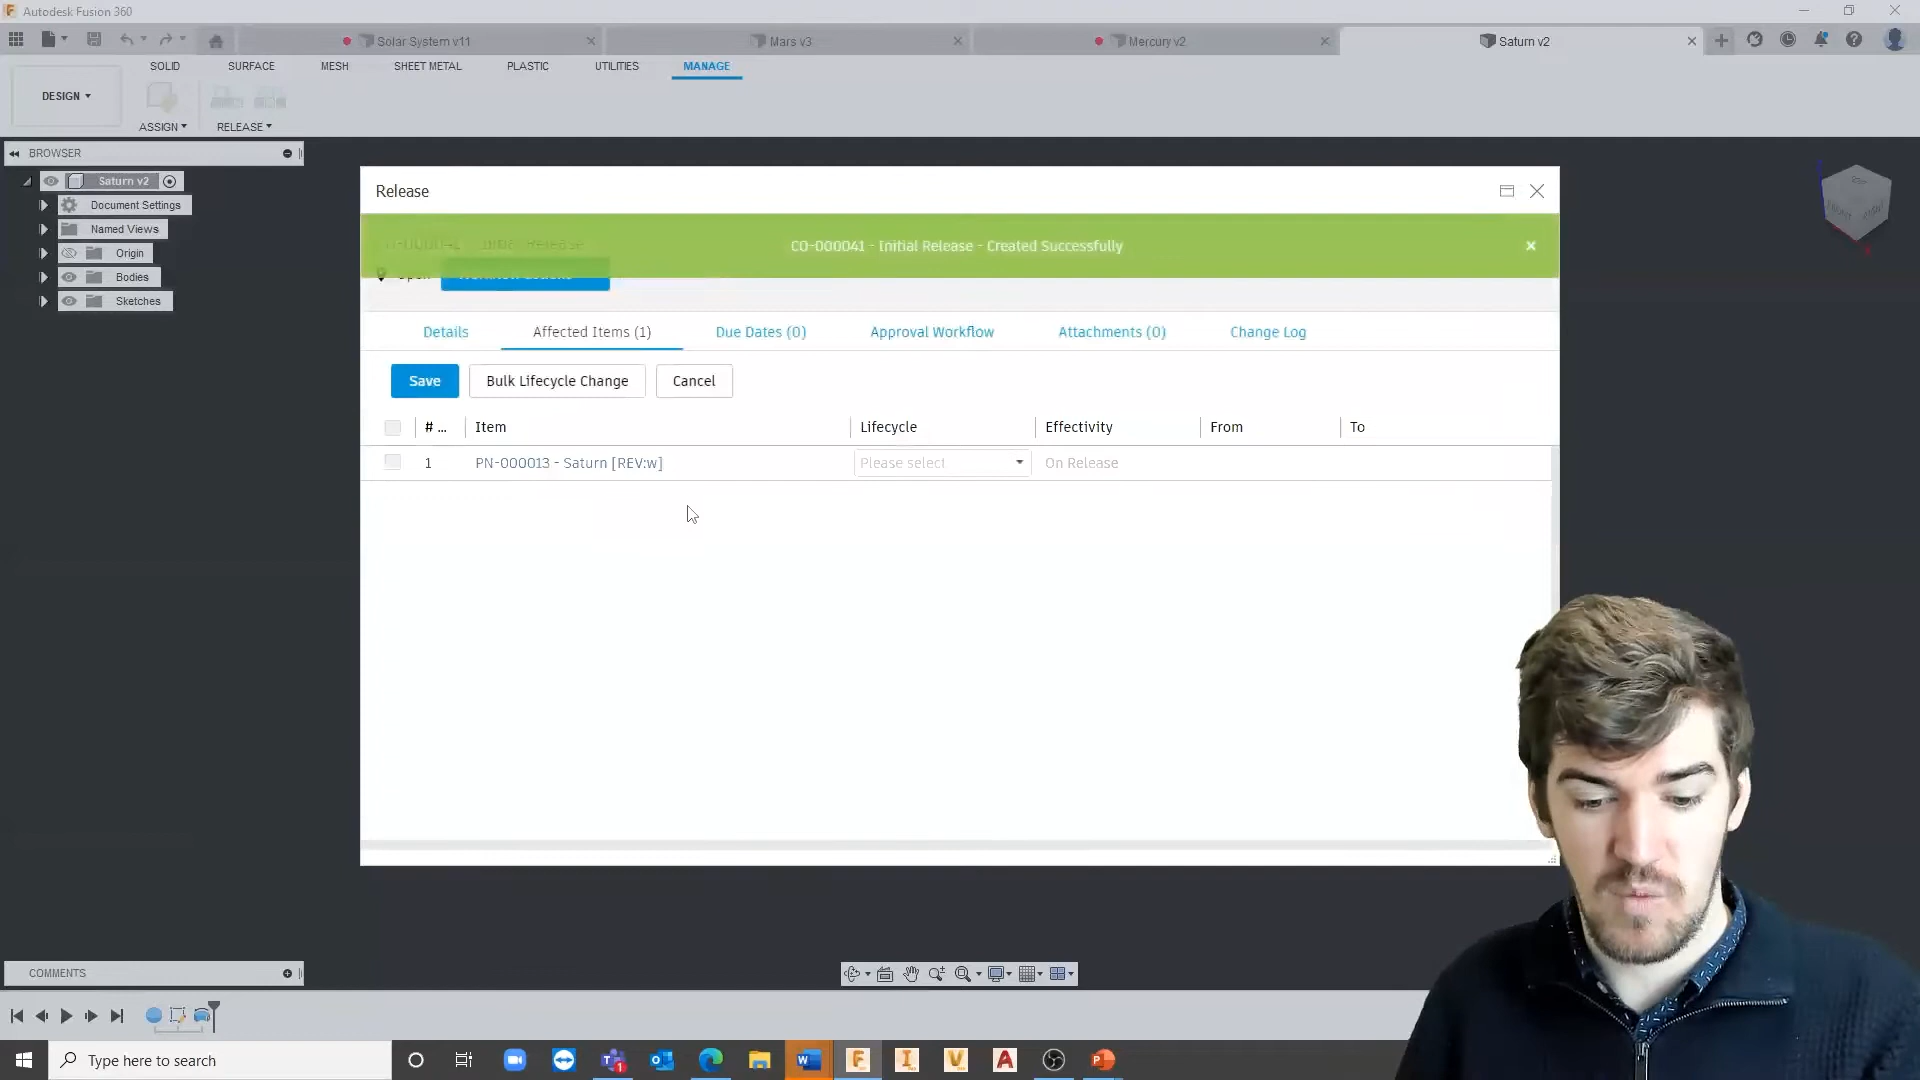 Autodesk Fusion 360
Solar System v11
Mars v3
Mercury v2
Saturn v2
SOLID SURFACE MESH SHEET METAL PLASTIC UTILITIES MANAGE
DESIGN
ASSIGN RELEASE
BROWSER
Saturn v2
Document Settings
Named Views
Origin
Bodies
Sketches
Release
CO-000041 - Initial Release - Created Successfully
Details Affected Items (1) Due Dates (0) Approval Workflow Attachments (0) Change Log
Save Bulk Lifecycle Change Cancel
# ... Item Lifecycle Effectivity From To
1 PN-000013 - Saturn [REV:w] Please select On Release
COMMENTS
Type here to search